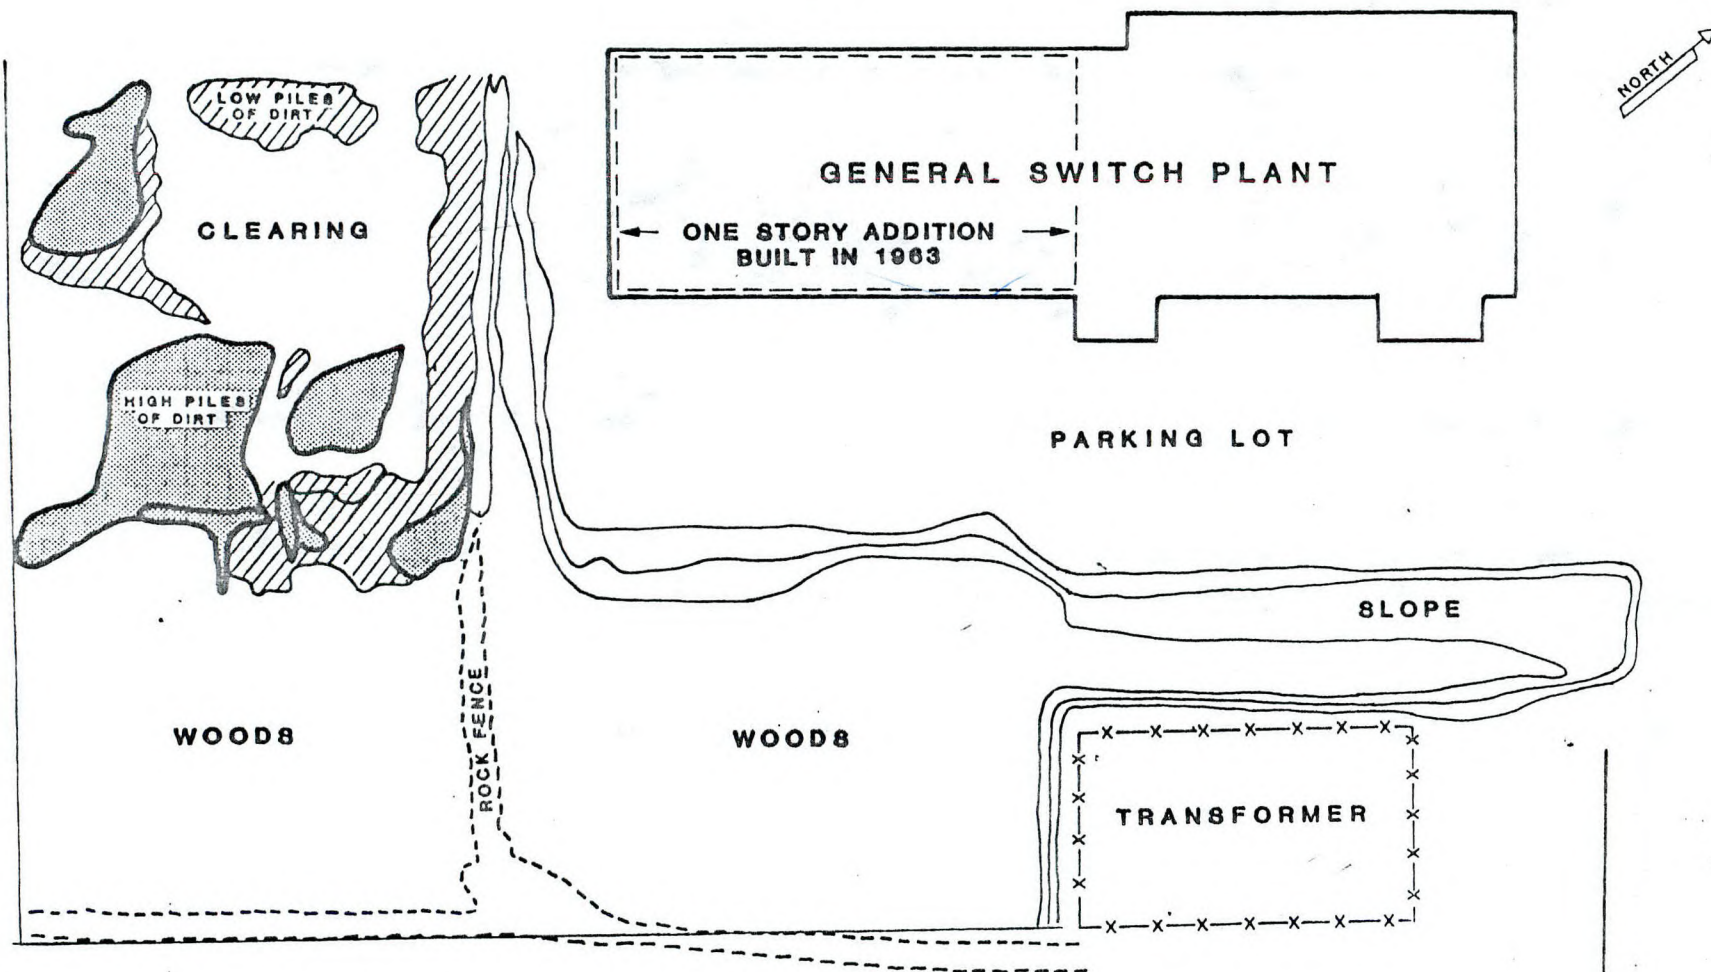 NORTH
LOW PILES
OF DIRT
GENERAL SWITCH PLANT
CLEARING
ONE STORY ADDITION
BUILT IN 1963
HIGH PILES
OF DIRT
PARKING LOT
SLOPE
ROCK FENCE
WOODS
WOODS
TRANSFORMER